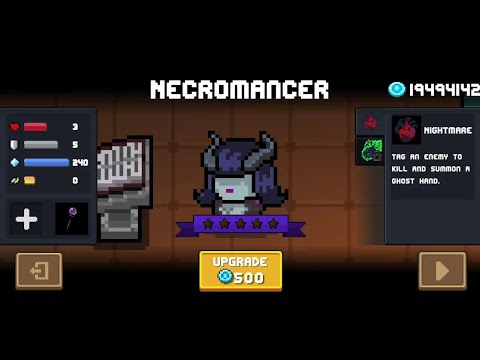 NECROMANCER
19494142
3
5
240
0
NIGHTMARE
TAG AN ENEMY TO
KILL AND SUMMON A
GHOST HAND.
UPGRADE
500